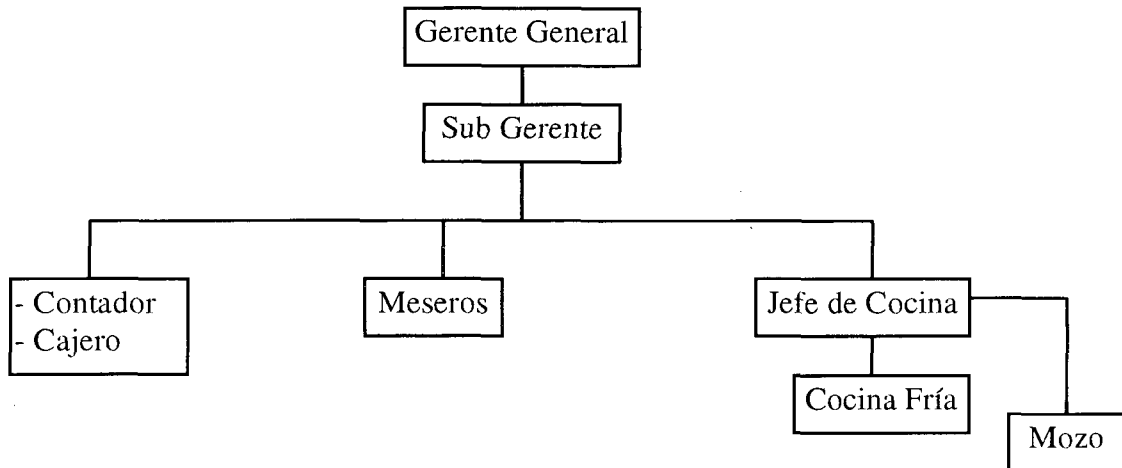 Gerente General
Sub Gerente
- Contador
- Cajero
Meseros
Jefe de Cocina
Cocina Fría
Mozo